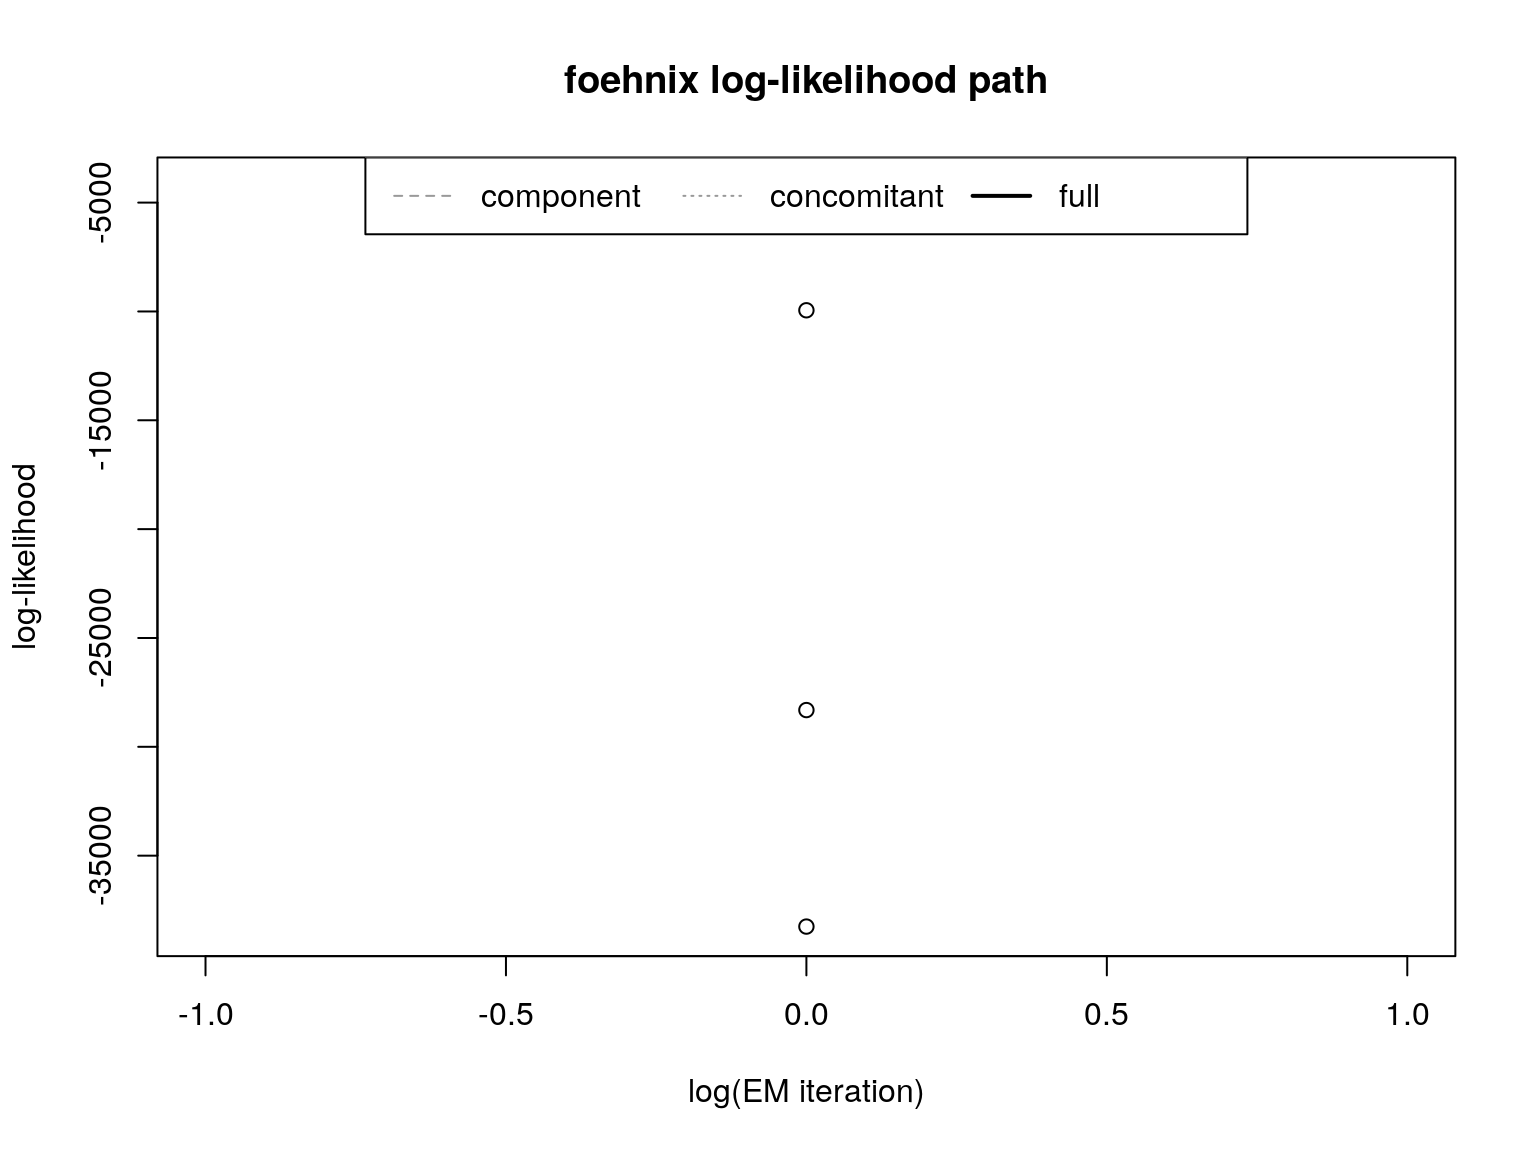 foehnix log-likelihood path
component concomitant full
-5000
-15000
-25000
-35000
log-likelihood
-1.0 -0.5 0.0 0.5 1.0
log(EM iteration)